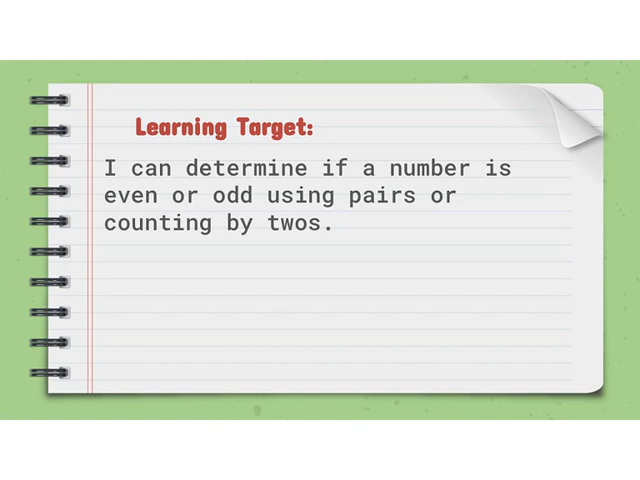 Learning Target:
I can determine if a number is
even or odd using pairs or
counting by twos.